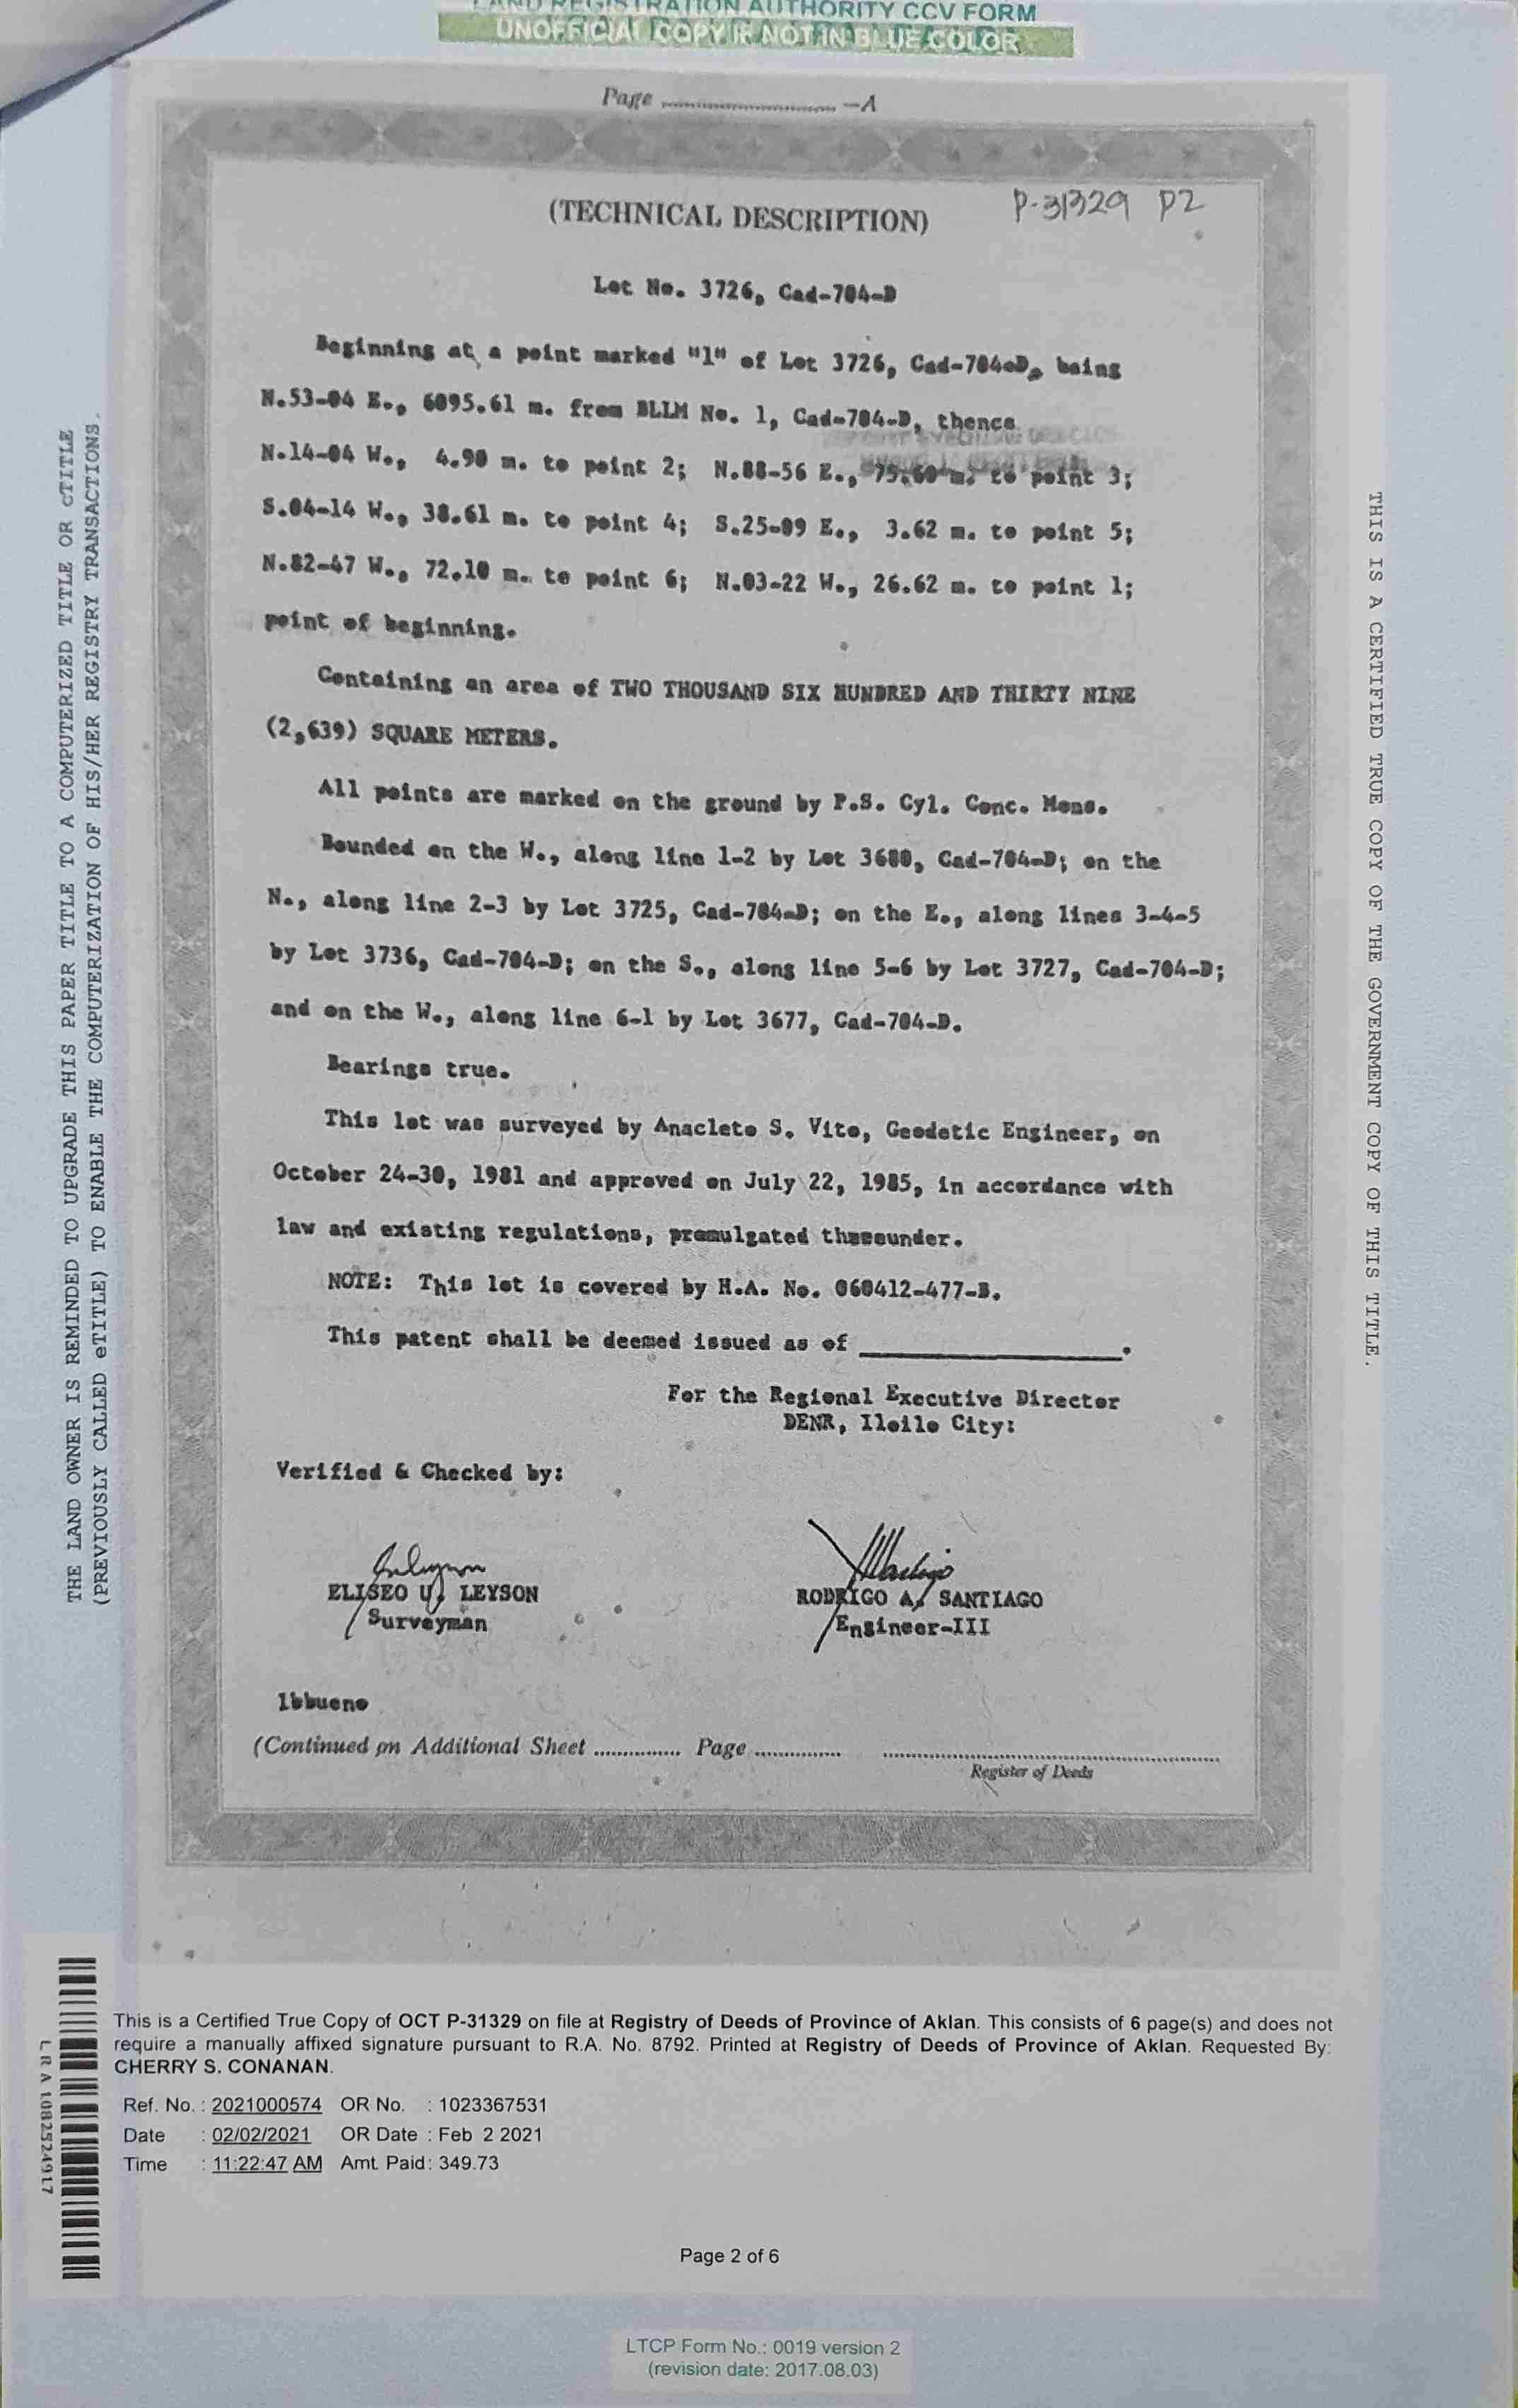 LAND REGISTRATION AUTHORITY CCV FORM
UNOFFICIAL COPY IF NOT IN BLUE COLOR
Page ........................ -A
P-31329 P2
(TECHNICAL DESCRIPTION)
Lot No. 3726, Cad-704-D
Beginning at a point marked "1" of Lot 3726, Cad-704-D, being
N.53-04 E., 6095.61 m. from BLLM No. 1, Cad-704-D, thence
N.14-04 W., 4.90 m. to point 2; N.88-56 E., 75.60 m. to point 3;
S.04-14 W., 38.61 m. to point 4; S.25-09 E., 3.62 m. to point 5;
N.82-47 W., 72.10 m. to point 6; N.03-22 W., 26.62 m. to point 1;
point of beginning.
Containing an area of TWO THOUSAND SIX HUNDRED AND THIRTY NINE
(2,639) SQUARE METERS.
All points are marked on the ground by P.S. Cyl. Conc. Mons.
Bounded on the W., along line 1-2 by Lot 3680, Cad-704-D; on the
N., along line 2-3 by Lot 3725, Cad-704-D; on the E., along lines 3-4-5
by Lot 3736, Cad-704-D; on the S., along line 5-6 by Lot 3727, Cad-704-D;
and on the W., along line 6-1 by Lot 3677, Cad-704-D.
Bearings true.
This lot was surveyed by Anacleto S. Vito, Geodetic Engineer, on
October 24-30, 1981 and approved on July 22, 1985, in accordance with
law and existing regulations, promulgated thereunder.
NOTE: This lot is covered by H.A. No. 060412-477-B.
This patent shall be deemed issued as of ____________.
For the Regional Executive Director
DENR, Iloilo City:
Verified & Checked by:
ELISEO U. LEYSON
Surveyman
RODRIGO A. SANTIAGO
Engineer-III
lbbueno
(Continued on Additional Sheet ............... Page ...............
Register of Deeds
THE LAND OWNER IS REMINDED TO UPGRADE THIS PAPER TITLE TO A COMPUTERIZED TITLE OR cTITLE
(PREVIOUSLY CALLED eTITLE) TO ENABLE THE COMPUTERIZATION OF HIS/HER REGISTRY TRANSACTIONS.
THIS IS A CERTIFIED TRUE COPY OF THE GOVERNMENT COPY OF THIS TITLE.
LRA 1082524917
This is a Certified True Copy of OCT P-31329 on file at Registry of Deeds of Province of Aklan. This consists of 6 page(s) and does not
require a manually affixed signature pursuant to R.A. No. 8792. Printed at Registry of Deeds of Province of Aklan. Requested By:
CHERRY S. CONANAN.
Ref. No. : 2021000574 OR No. : 1023367531
Date : 02/02/2021 OR Date : Feb 2 2021
Time : 11:22:47 AM Amt. Paid: 349.73
Page 2 of 6
LTCP Form No.: 0019 version 2
(revision date: 2017.08.03)